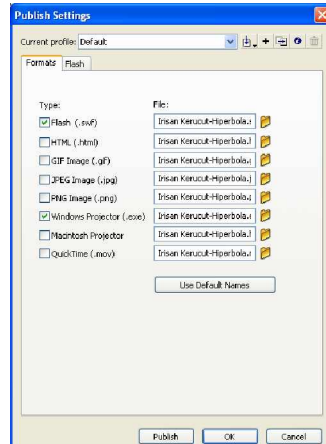 Publish Settings
Current profile: Default
Formats Flash
Type: File:
Flash (.swf) Irisan Kerucut-Hiperbola.s
HTML (.html) Irisan Kerucut-Hiperbola.l
GIF Image (.gif) Irisan Kerucut-Hiperbola.g
JPEG Image (.jpg) Irisan Kerucut-Hiperbola.j
PNG Image (.png) Irisan Kerucut-Hiperbola.p
Windows Projector (.exe) Irisan Kerucut-Hiperbola.e
Macintosh Projector Irisan Kerucut-Hiperbola.l
QuickTime (.mov) Irisan Kerucut-Hiperbola.r
Use Default Names
Publish OK Cancel